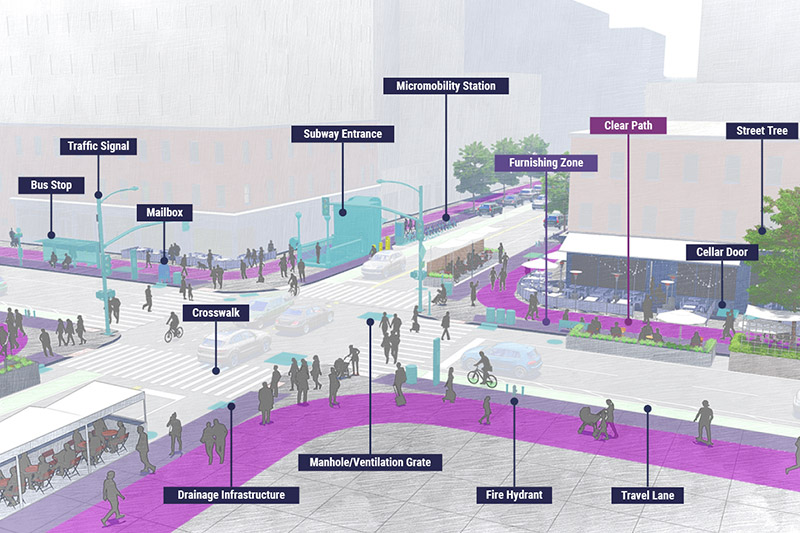 Micromobility Station
Clear Path
Street Tree
Subway Entrance
Traffic Signal
Furnishing Zone
Bus Stop
Mailbox
Cellar Door
Crosswalk
Manhole/Ventilation Grate
Drainage Infrastructure
Fire Hydrant
Travel Lane